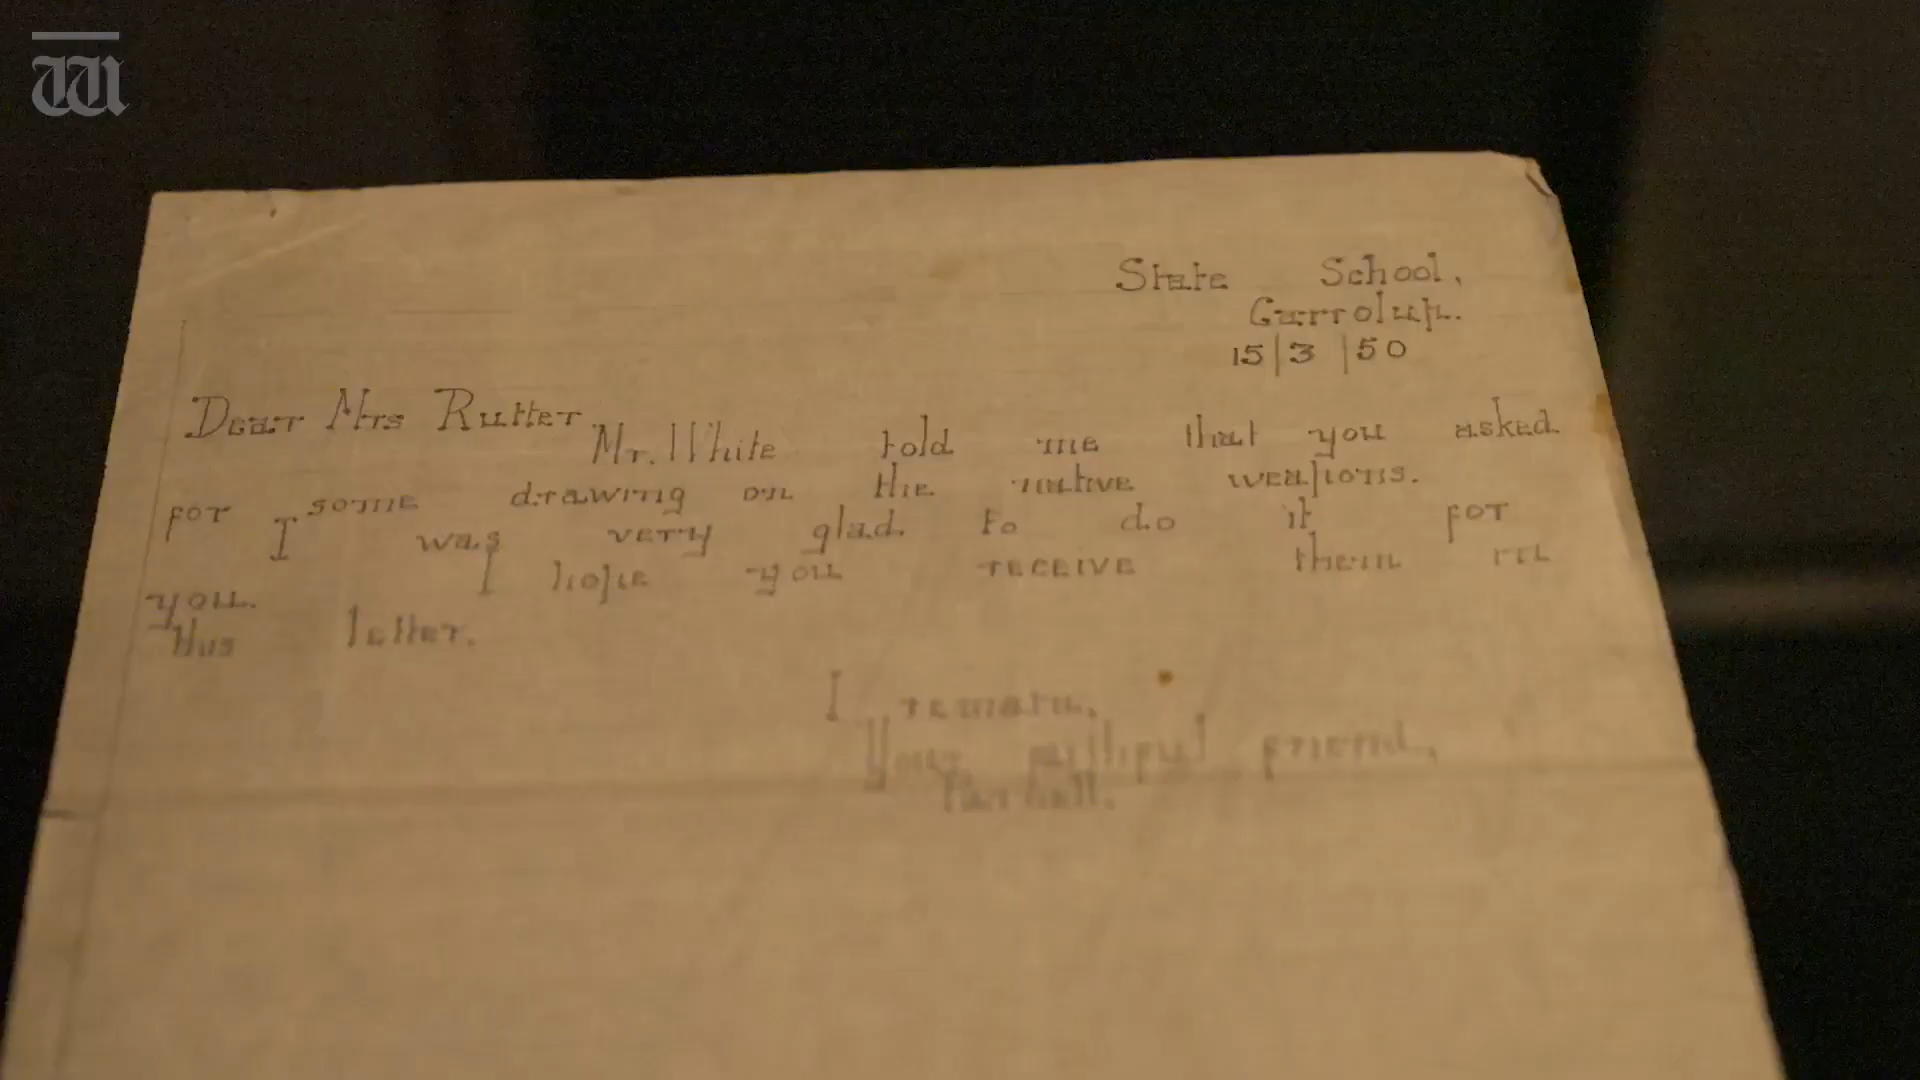 W
State School,
Carrolup.
15|3|50
Dear Mrs Rutter.
Mr. White told me that you asked
for some drawing on the native weapons.
I was very glad to do it for
you. I hope you receive them in
this letter.
I remain,
Your faithful friend,